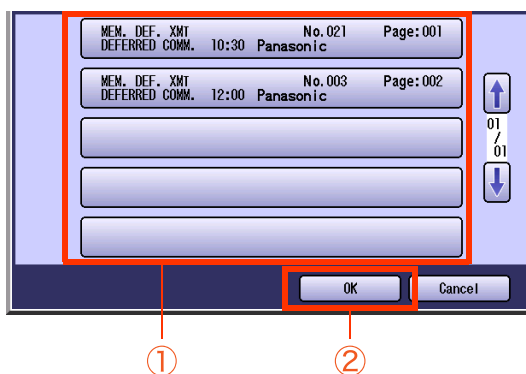 MEM. DEF. XMT No.021 Page:001
DEFERRED COMM. 10:30 Panasonic
MEM. DEF. XMT No.003 Page:002
DEFERRED COMM. 12:00 Panasonic
01
/
01
OK Cancel
① ②